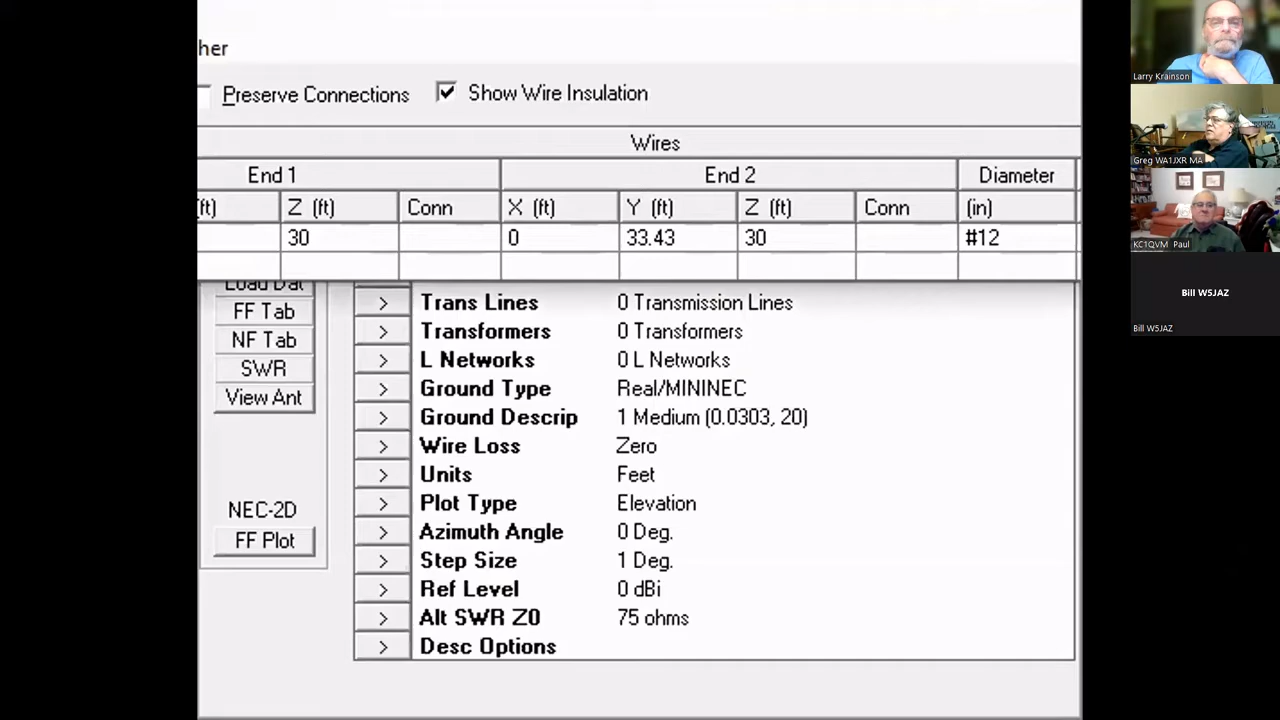 her
Preserve Connections
Show Wire Insulation
Wires
End 1 End 2 Diameter
(ft) Z (ft) Conn X (ft) Y (ft) Z (ft) Conn (in)
30 0 33.43 30 #12
Load Dat
FF Tab
NF Tab
SWR
View Ant
NEC-2D
FF Plot
> Trans Lines 0 Transmission Lines
> Transformers 0 Transformers
> L Networks 0 L Networks
> Ground Type Real/MININEC
> Ground Descrip 1 Medium (0.0303, 20)
> Wire Loss Zero
> Units Feet
> Plot Type Elevation
> Azimuth Angle 0 Deg.
> Step Size 1 Deg.
> Ref Level 0 dBi
> Alt SWR Z0 75 ohms
> Desc Options
Larry Krainson
Greg WA1JXR MA
KC1QVM Paul
Bill W5JAZ
Bill W5JAZ